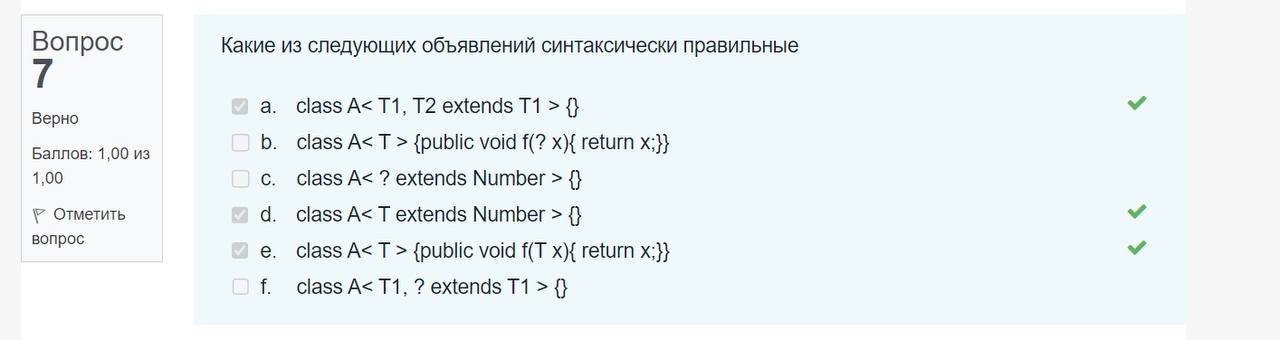 Вопрос
7
Верно
Баллов: 1,00 из
1,00
Отметить
вопрос
Какие из следующих объявлений синтаксически правильные
a. class A< T1, T2 extends T1 > {}
b. class A< T > {public void f(? x){ return x;}}
c. class A< ? extends Number > {}
d. class A< T extends Number > {}
e. class A< T > {public void f(T x){ return x;}}
f. class A< T1, ? extends T1 > {}